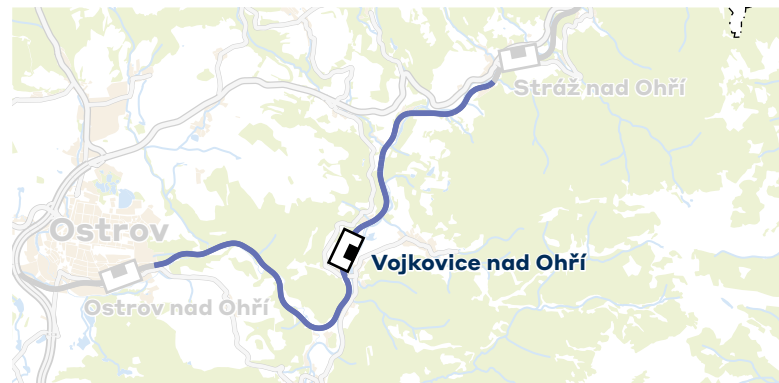 Stráž nad Ohří
Ostrov
Vojkovice nad Ohří
Ostrov nad Ohří